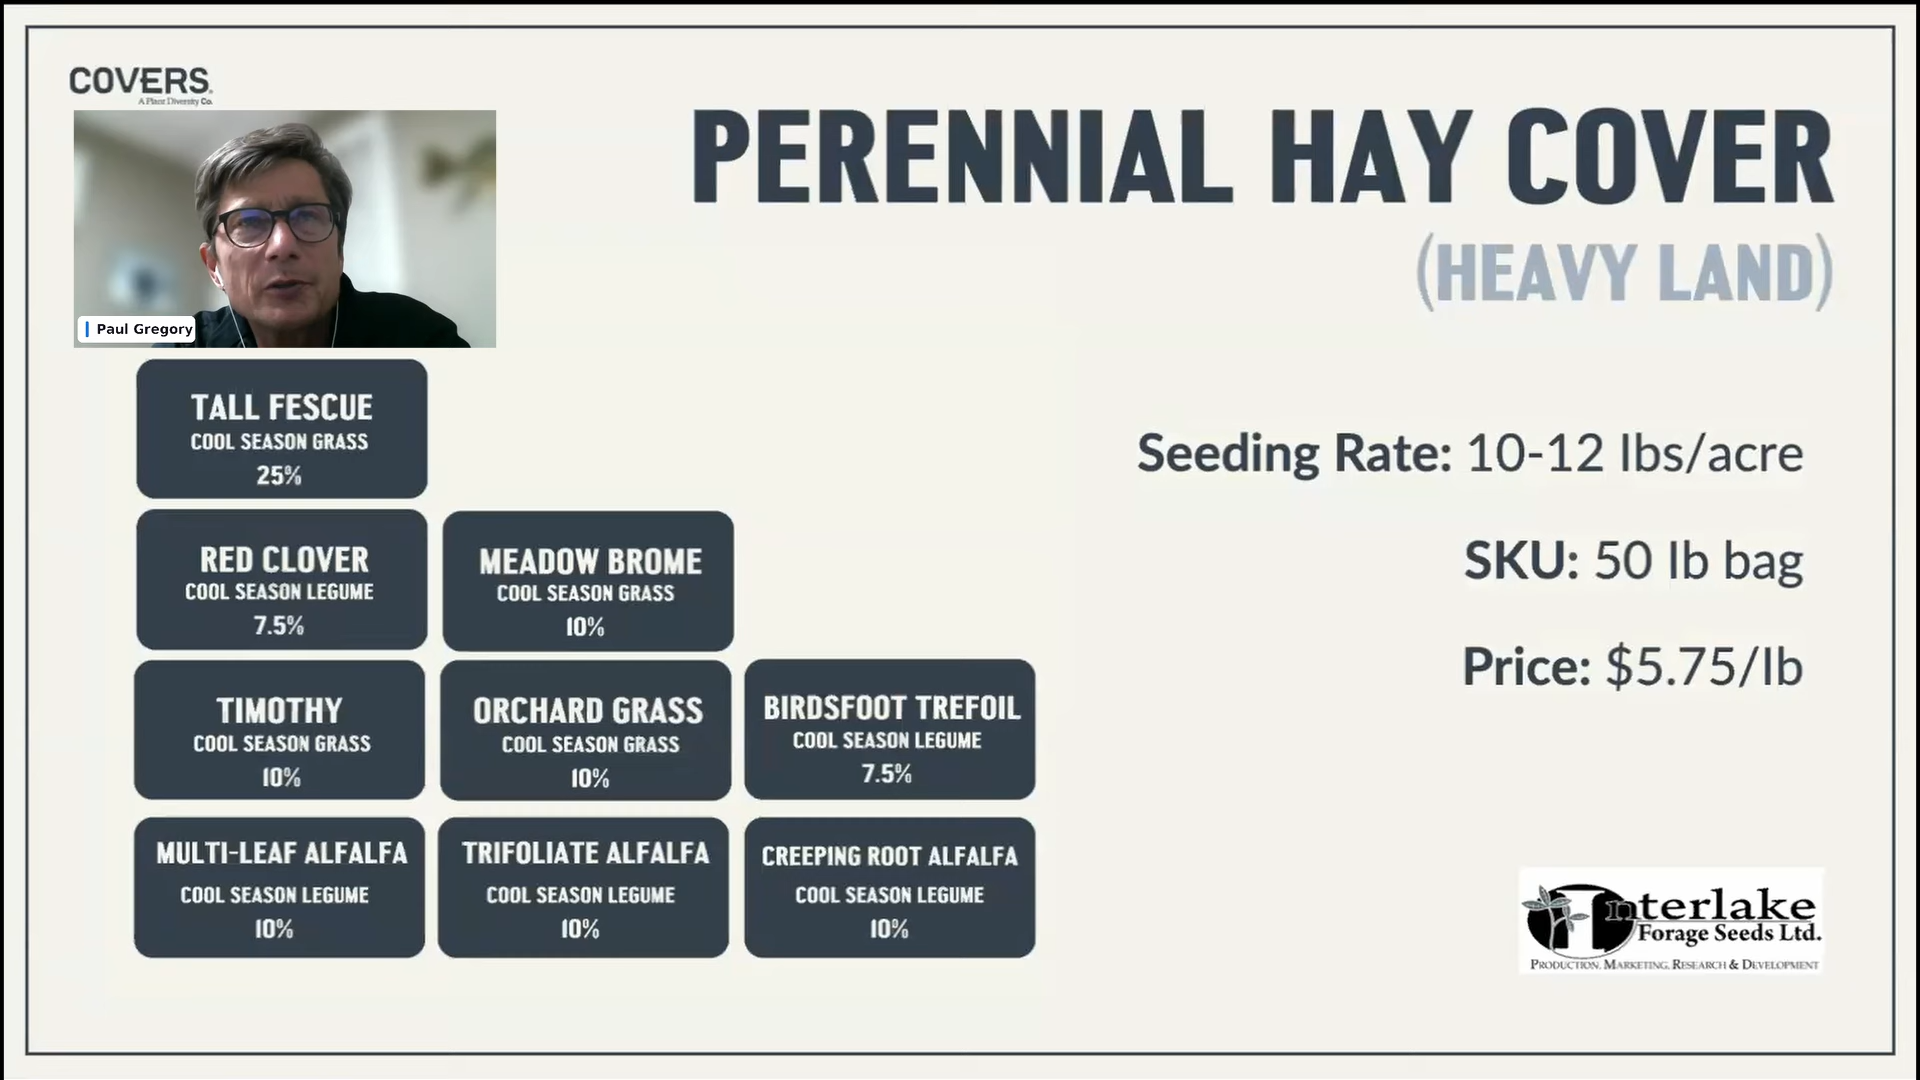 COVERS.
A Plant Diversity Co.
PERENNIAL HAY COVER
(HEAVY LAND)
Paul Gregory
TALL FESCUE
COOL SEASON GRASS
25%
RED CLOVER
COOL SEASON LEGUME
7.5%
MEADOW BROME
COOL SEASON GRASS
10%
TIMOTHY
COOL SEASON GRASS
10%
ORCHARD GRASS
COOL SEASON GRASS
10%
BIRDSFOOT TREFOIL
COOL SEASON LEGUME
7.5%
MULTI-LEAF ALFALFA
COOL SEASON LEGUME
10%
TRIFOLIATE ALFALFA
COOL SEASON LEGUME
10%
CREEPING ROOT ALFALFA
COOL SEASON LEGUME
10%
Seeding Rate: 10-12 lbs/acre
SKU: 50 lb bag
Price: $5.75/lb
Interlake
Forage Seeds Ltd.
PRODUCTION, MARKETING, RESEARCH & DEVELOPMENT